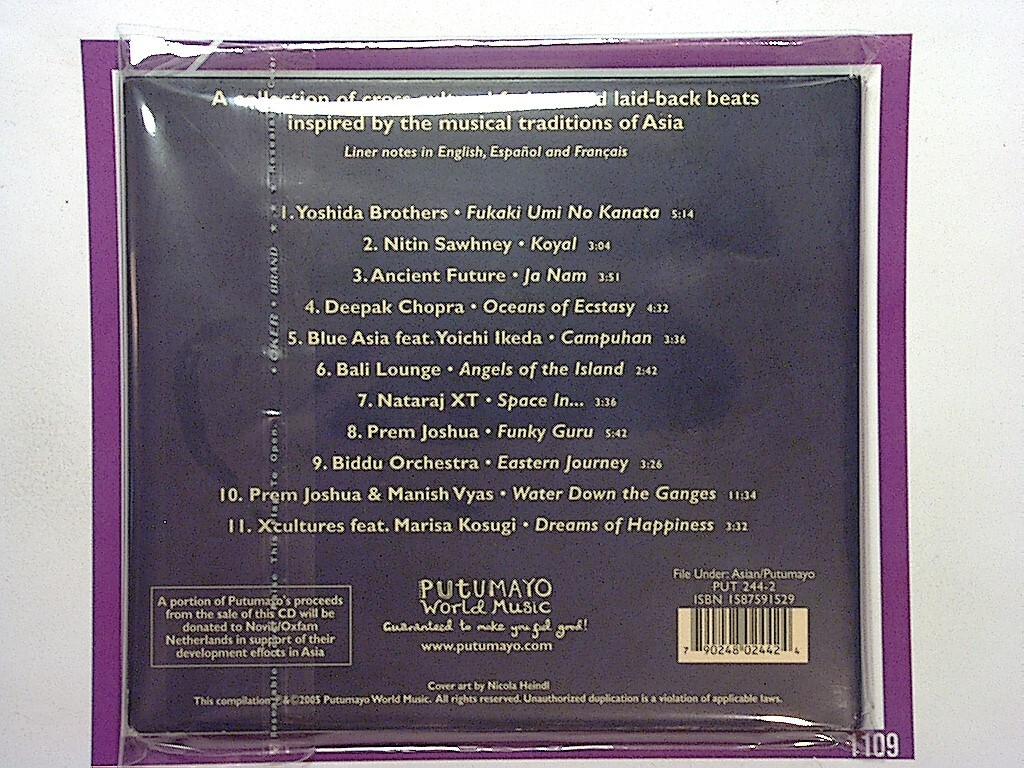 A collection of cross-cultural laid-back beats
inspired by the musical traditions of Asia
Liner notes in English, Español and Français
1. Yoshida Brothers • Fukaki Umi No Kanata 5:14
2. Nitin Sawhney • Koyal 3:04
3. Ancient Future • Ja Nam 3:51
4. Deepak Chopra • Oceans of Ecstasy 4:32
5. Blue Asia feat. Yoichi Ikeda • Campuhan 3:36
6. Bali Lounge • Angels of the Island 2:42
7. Nataraj XT • Space In... 3:36
8. Prem Joshua • Funky Guru 5:42
9. Biddu Orchestra • Eastern Journey 3:26
10. Prem Joshua & Manish Vyas • Water Down the Ganges 11:34
11. Xcultures feat. Marisa Kosugi • Dreams of Happiness 3:32
A portion of Putumayo's proceeds
from the sale of this CD will be
donated to Novib/Oxfam
Netherlands in support of their
development efforts in Asia
PUTUMAYO
World Music
Guaranteed to make you feel good!
www.putumayo.com
File Under: Asian/Putumayo
PUT 244-2
ISBN 1587591529
7 90248 02442 4
Cover art by Nicola Heindl
This compilation ℗&©2005 Putumayo World Music. All rights reserved. Unauthorized duplication is a violation of applicable laws.
1109